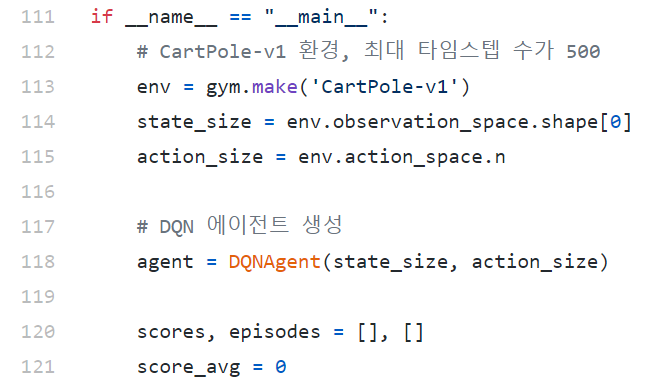 111 if __name__ == "__main__":
112     # CartPole-v1 환경, 최대 타임스텝 수가 500
113     env = gym.make('CartPole-v1')
114     state_size = env.observation_space.shape[0]
115     action_size = env.action_space.n
116
117     # DQN 에이전트 생성
118     agent = DQNAgent(state_size, action_size)
119
120     scores, episodes = [], []
121     score_avg = 0